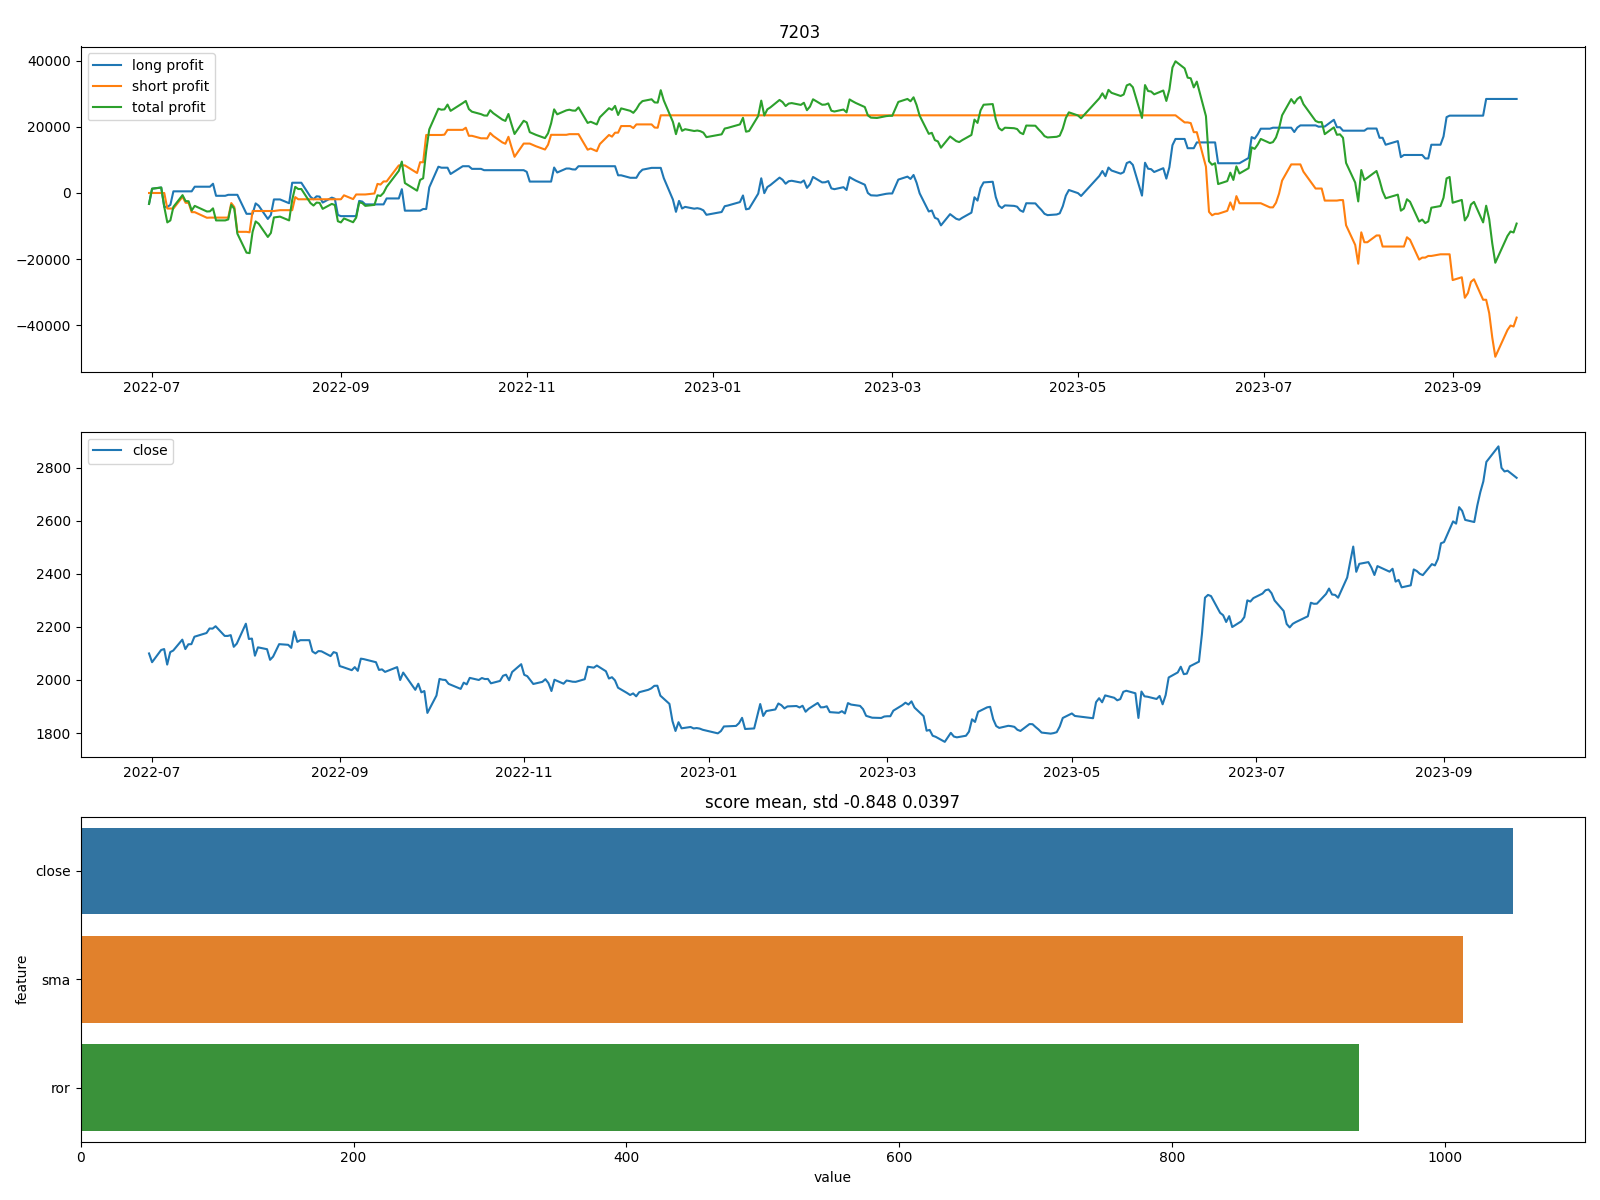 7203
long profit
short profit
total profit
40000
20000
0
−20000
−40000
2022-07 2022-09 2022-11 2023-01 2023-03 2023-05 2023-07 2023-09
close
2800
2600
2400
2200
2000
1800
2022-07 2022-09 2022-11 2023-01 2023-03 2023-05 2023-07 2023-09
score mean, std -0.848 0.0397
feature
close
sma
ror
0 200 400 600 800 1000
value